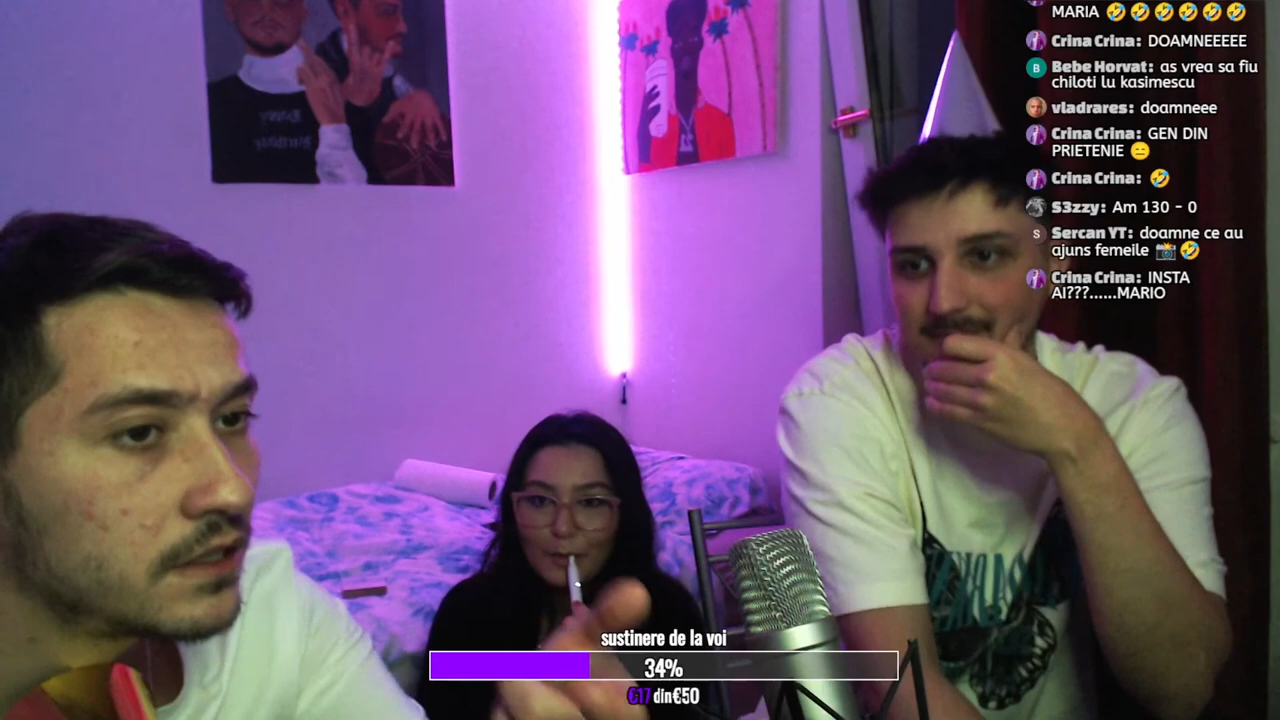 MARIA 🤣🤣🤣🤣🤣🤣
Crina Crina: DOAMNEEEEE
B Bebe Horvat: as vrea sa fiu
chiloti lu kasimescu
vladrares: doamneee
Crina Crina: GEN DIN
PRIETENIE 😑
Crina Crina: 🤣
S3zzy: Am 130 - 0
S Sercan YT: doamne ce au
ajuns femeile 📸🤣
Crina Crina: INSTA
AI???......MARIO
sustinere de la voi
34%
€17 din €50